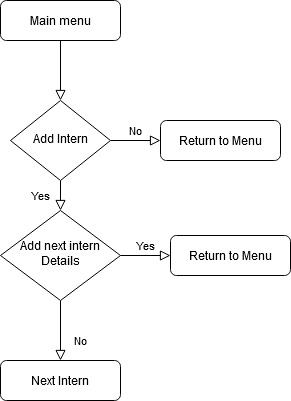 Main menu
Add Intern
No
Return to Menu
Yes
Add next intern
Details
Yes
Return to Menu
No
Next Intern